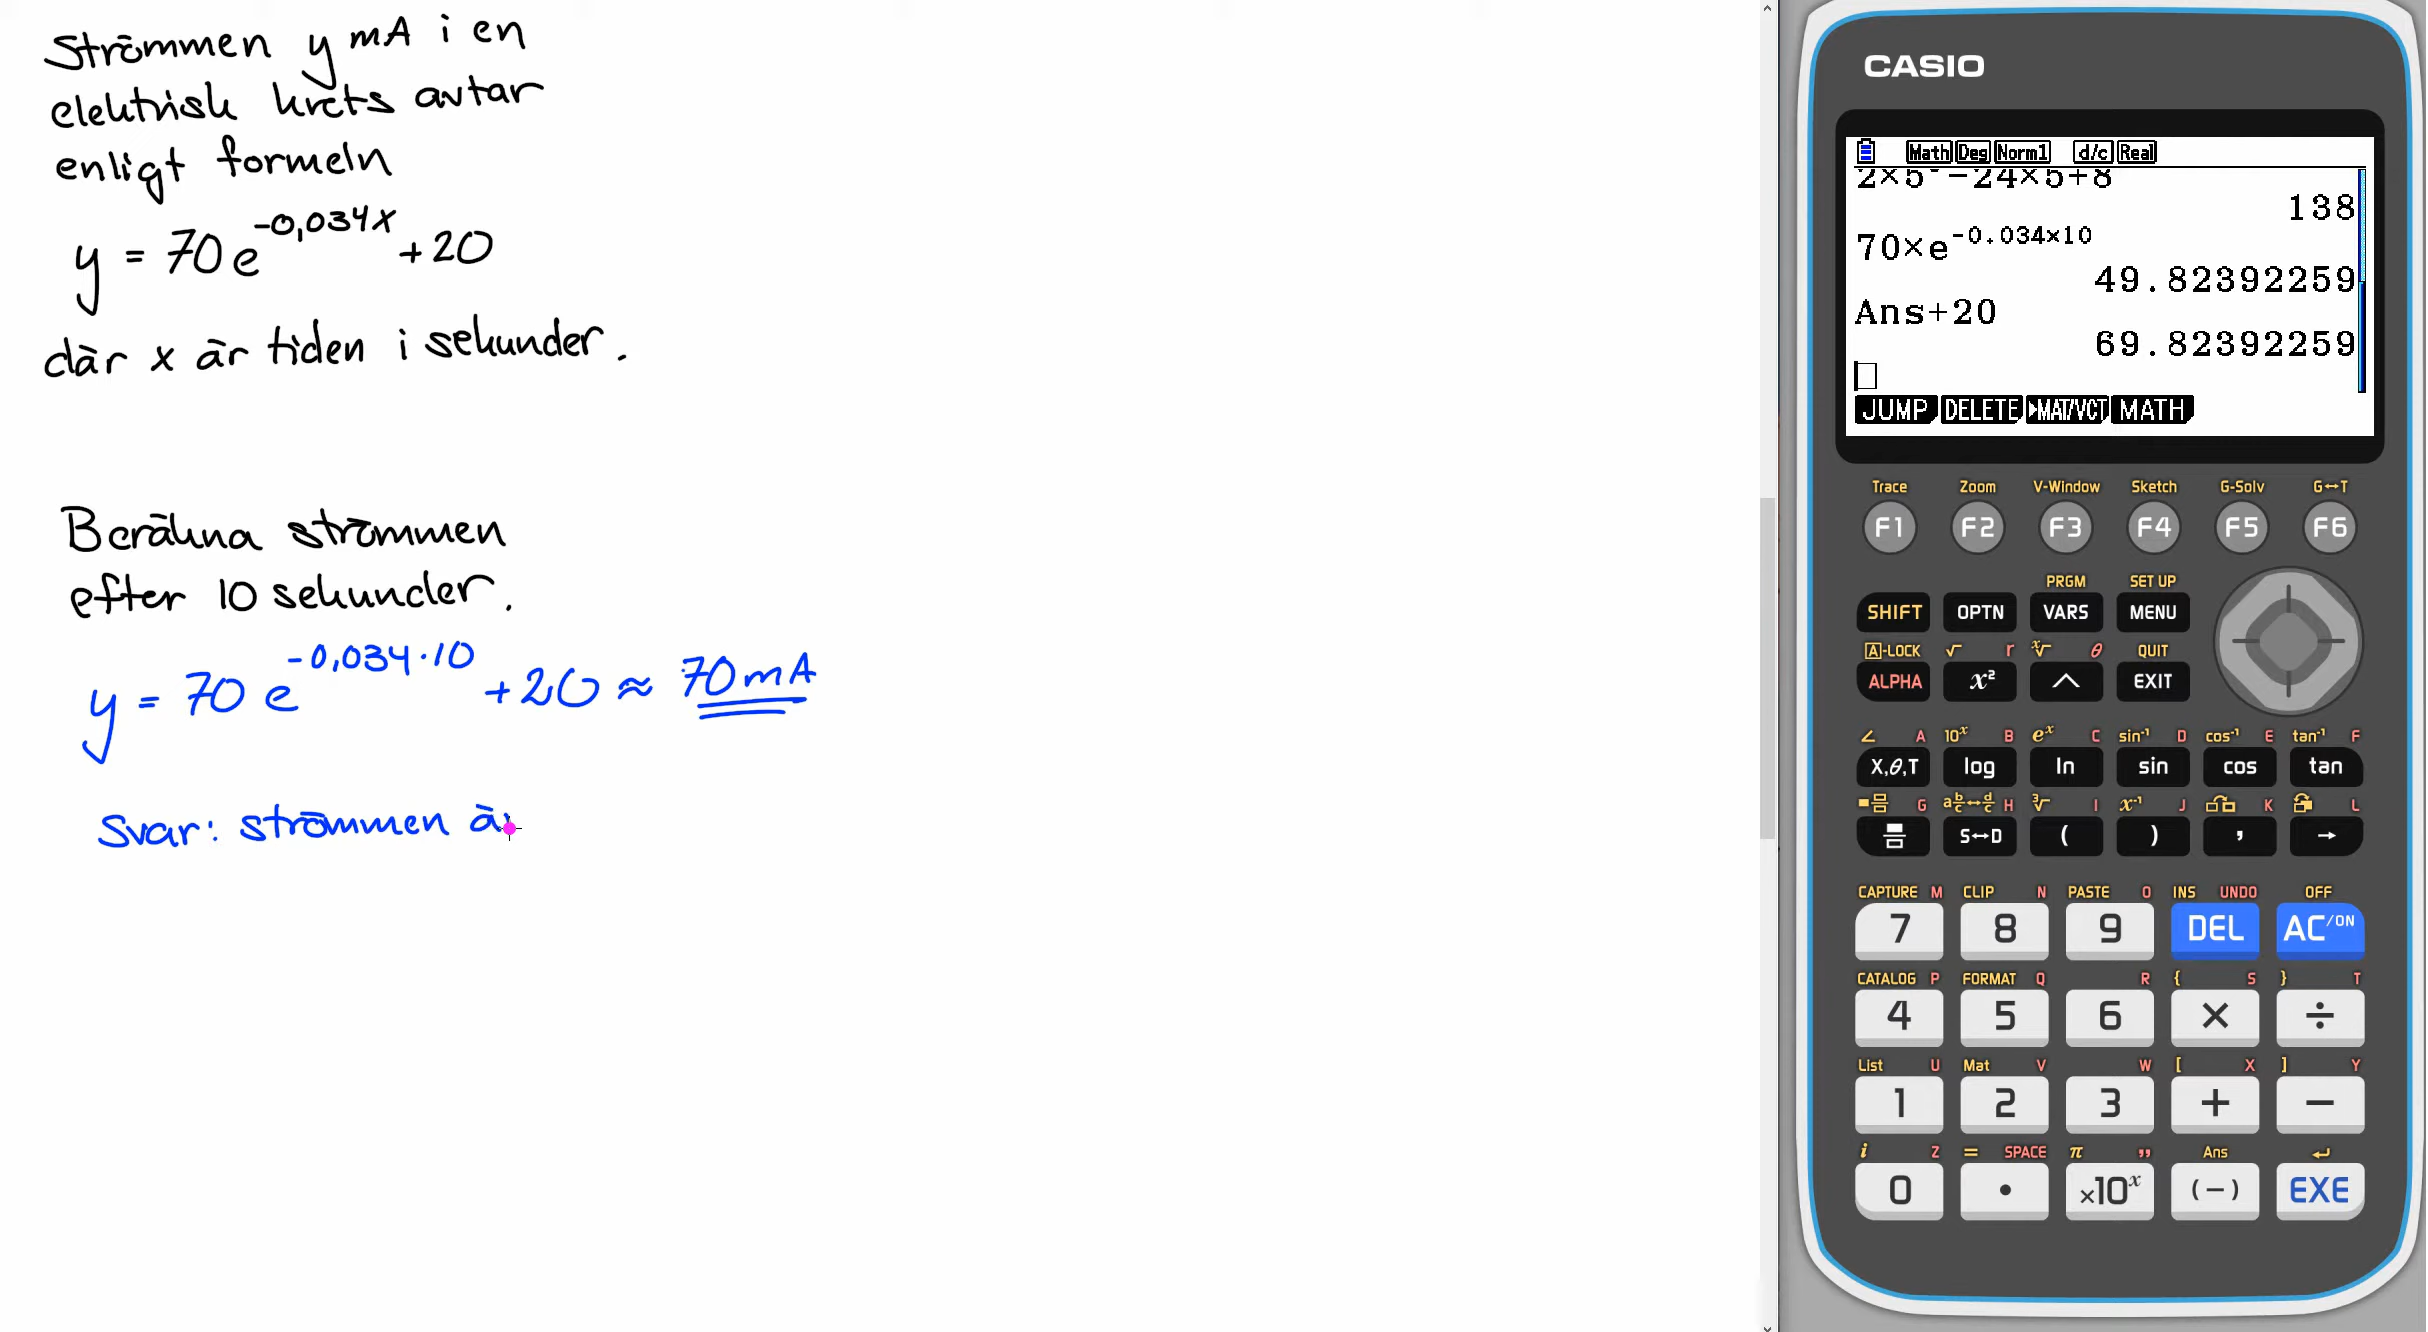 Strömmen y mA i en
elektrisk krets avtar
enligt formeln
y = 70 e^-0,034x + 20
där x är tiden i sekunder.
Beräkna strömmen
efter 10 sekunder.
y = 70 e^-0,034·10 + 20 ≈ 70 mA
Svar: strömmen är
CASIO
Math Deg Norm1 d/c Real
-24×5+8
138
70×e^-0.034×10
49.82392259
Ans+20
69.82392259
JUMP DELETE ▶MAT/VCT MATH
Trace Zoom V-Window Sketch G-Solv G↔T
F1 F2 F3 F4 F5 F6
PRGM SET UP
SHIFT OPTN VARS MENU
A-LOCK √ r ˣ√ θ QUIT
ALPHA x² ^ EXIT
∠ A 10ˣ B eˣ C sin⁻¹ D cos⁻¹ E tan⁻¹ F
X,θ,T log ln sin cos tan
G a b/c↔d/c H ³√ I x⁻¹ J K L
S↔D ( ) , →
CAPTURE M CLIP N PASTE O INS UNDO OFF
7 8 9 DEL AC/ON
CATALOG P FORMAT Q R { S } T
4 5 6 × ÷
List U Mat V W [ X ] Y
1 2 3 + −
i Z = SPACE π " Ans ↵
0 • ×10ˣ (−) EXE